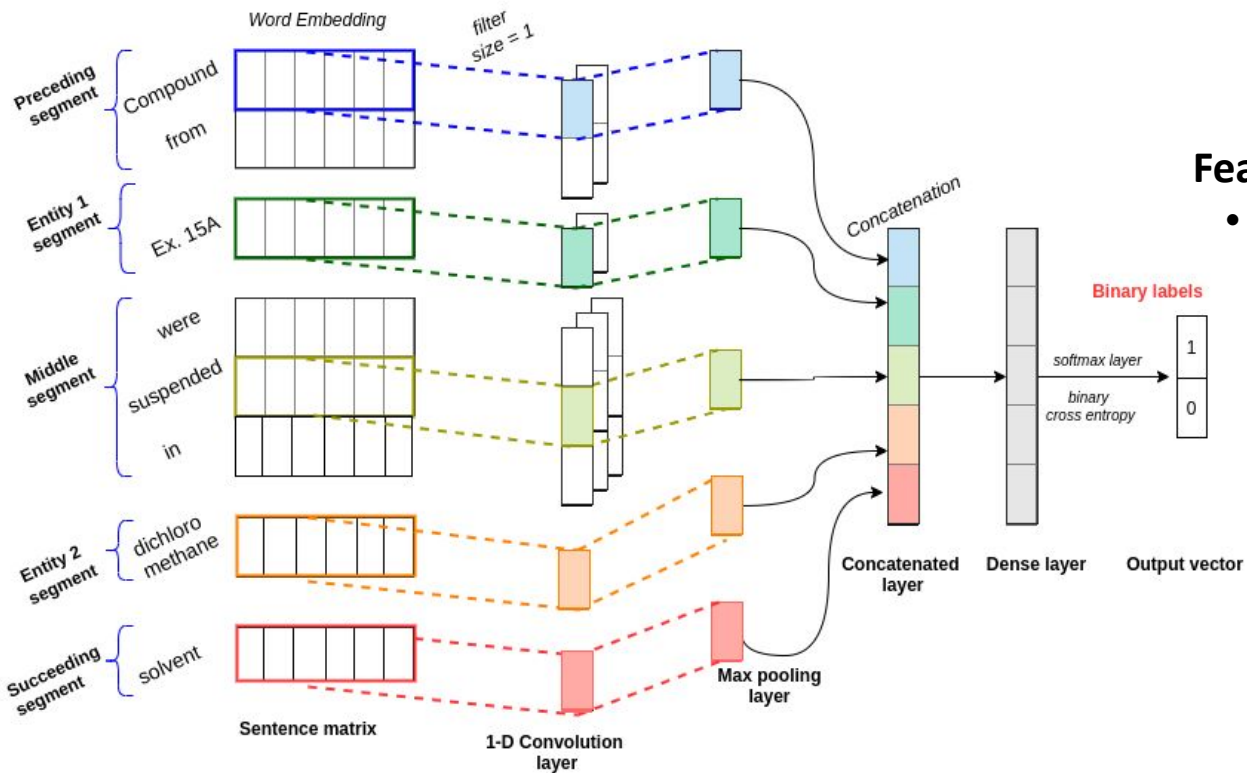 Word Embedding
filter
size = 1
Preceding
segment
Compound
from
Entity 1
segment
Ex. 15A
Middle
segment
were
suspended
in
Entity 2
segment
dichloro
methane
Succeeding
segment
solvent
Sentence matrix
1-D Convolution
layer
Max pooling
layer
Concatenation
Concatenated
layer
Dense layer
softmax layer
binary
cross entropy
Binary labels
1
0
Output vector
Fea
•